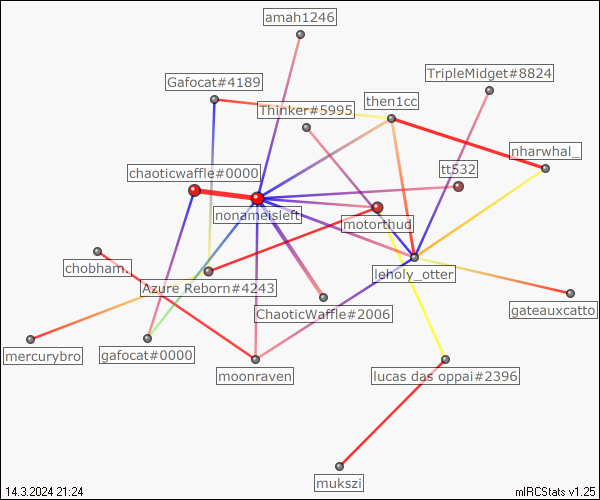 amah1246
TripleMidget#8824
Gafocat#4189
Thinker#5995
then1cc
nharwhal_
chaoticwaffle#0000
tt532
nonameisleft
motorthud
chobham.
Azure Reborn#4243
leholy_otter
ChaoticWaffle#2006
gateauxcatto
mercurybro
gafocat#0000
moonraven
lucas das oppai#2396
mukszi
14.3.2024 21:24
mIRCStats v1.25